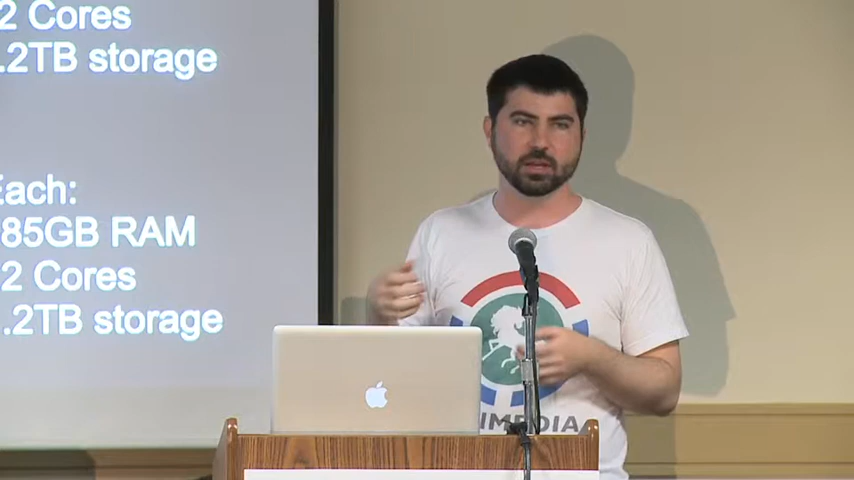 2 Cores
.2TB storage
Each:
85GB RAM
2 Cores
.2TB storage
IMEDIA